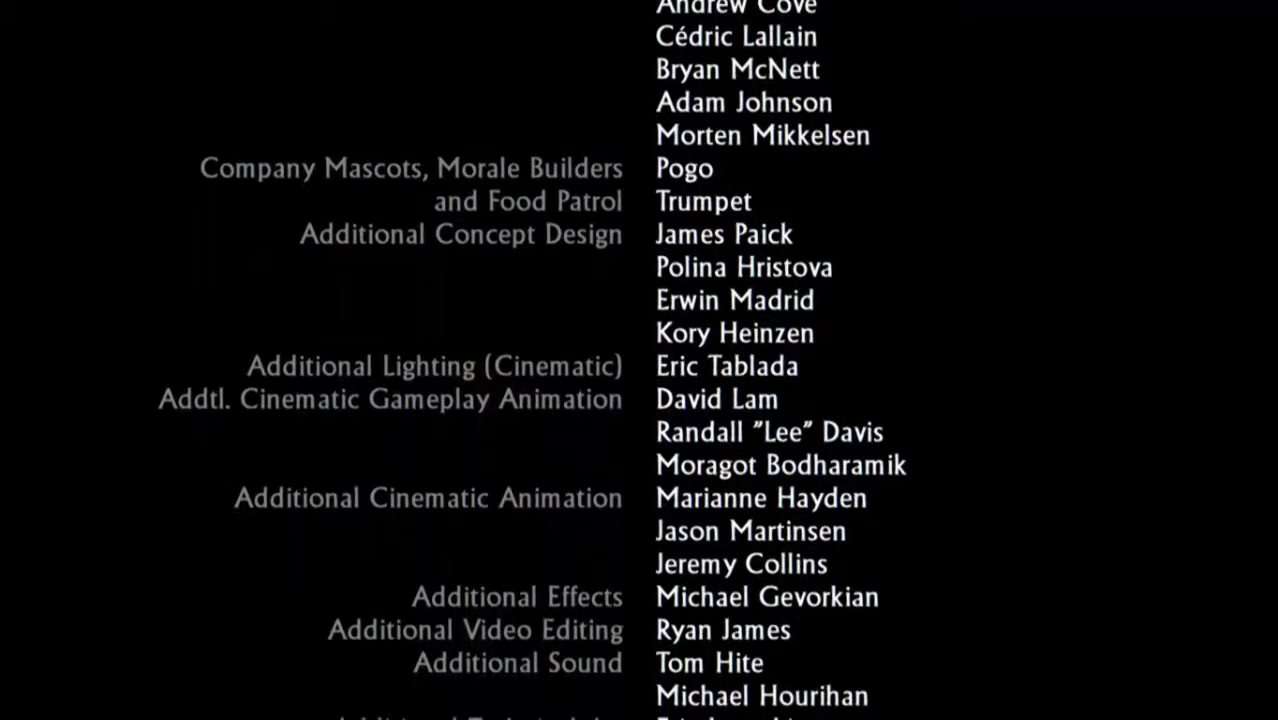 Andrew Cove
Cédric Lallain
Bryan McNett
Adam Johnson
Morten Mikkelsen
Company Mascots, Morale Builders Pogo
and Food Patrol Trumpet
Additional Concept Design James Paick
Polina Hristova
Erwin Madrid
Kory Heinzen
Additional Lighting (Cinematic) Eric Tablada
Addtl. Cinematic Gameplay Animation David Lam
Randall "Lee" Davis
Moragot Bodharamik
Additional Cinematic Animation Marianne Hayden
Jason Martinsen
Jeremy Collins
Additional Effects Michael Gevorkian
Additional Video Editing Ryan James
Additional Sound Tom Hite
Michael Hourihan